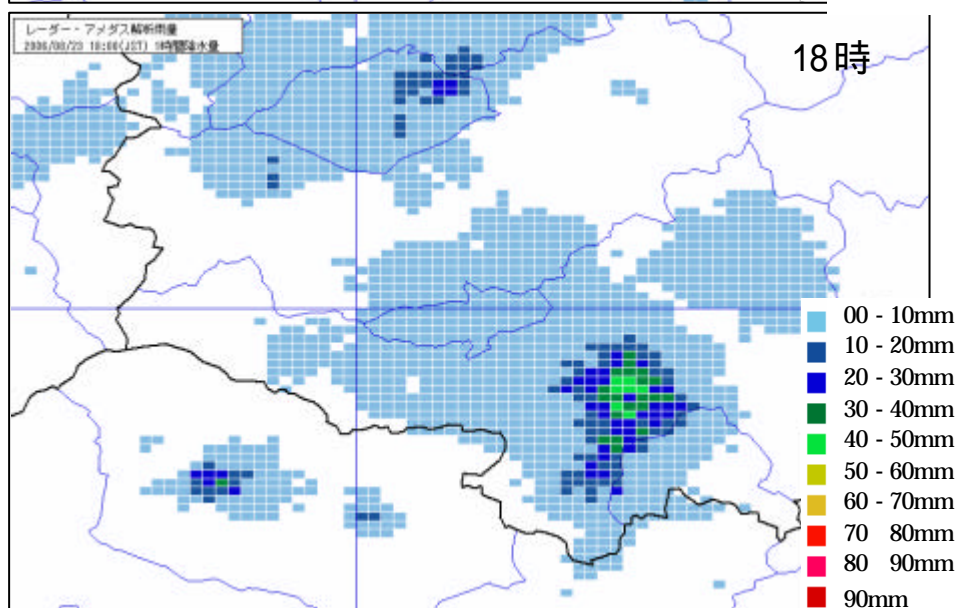 レーダー・アメダス解析雨量
2006/08/23 18:00(JST) 1時間降水量
18時
00 - 10mm
10 - 20mm
20 - 30mm
30 - 40mm
40 - 50mm
50 - 60mm
60 - 70mm
70 80mm
80 90mm
90mm